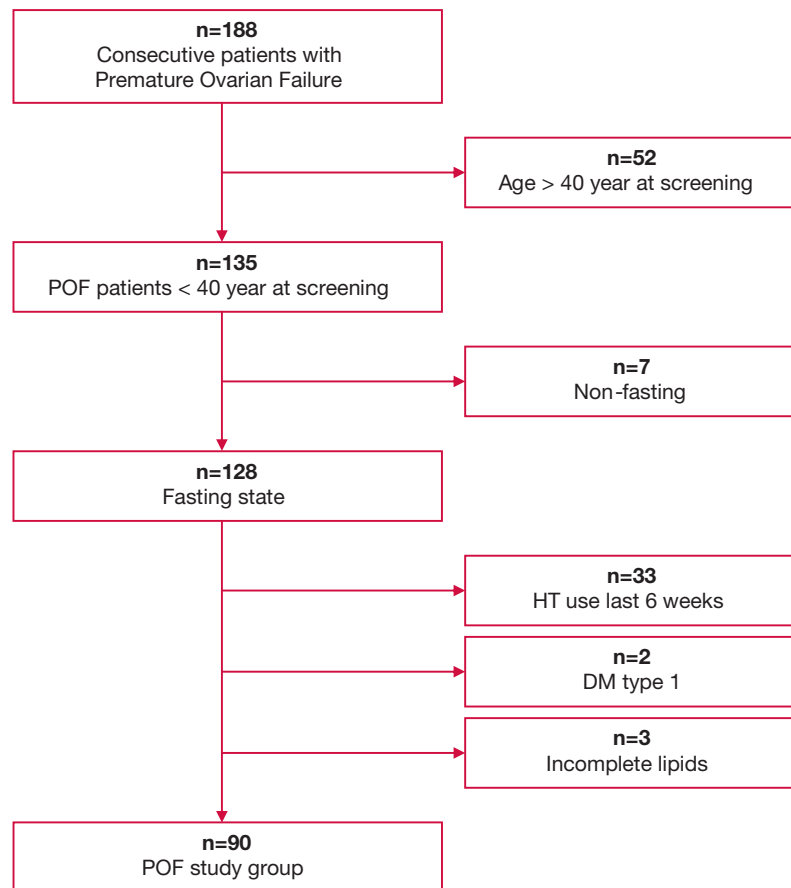 n=188
Consecutive patients with
Premature Ovarian Failure
n=52
Age > 40 year at screening
n=135
POF patients < 40 year at screening
n=7
Non-fasting
n=128
Fasting state
n=33
HT use last 6 weeks
n=2
DM type 1
n=3
Incomplete lipids
n=90
POF study group